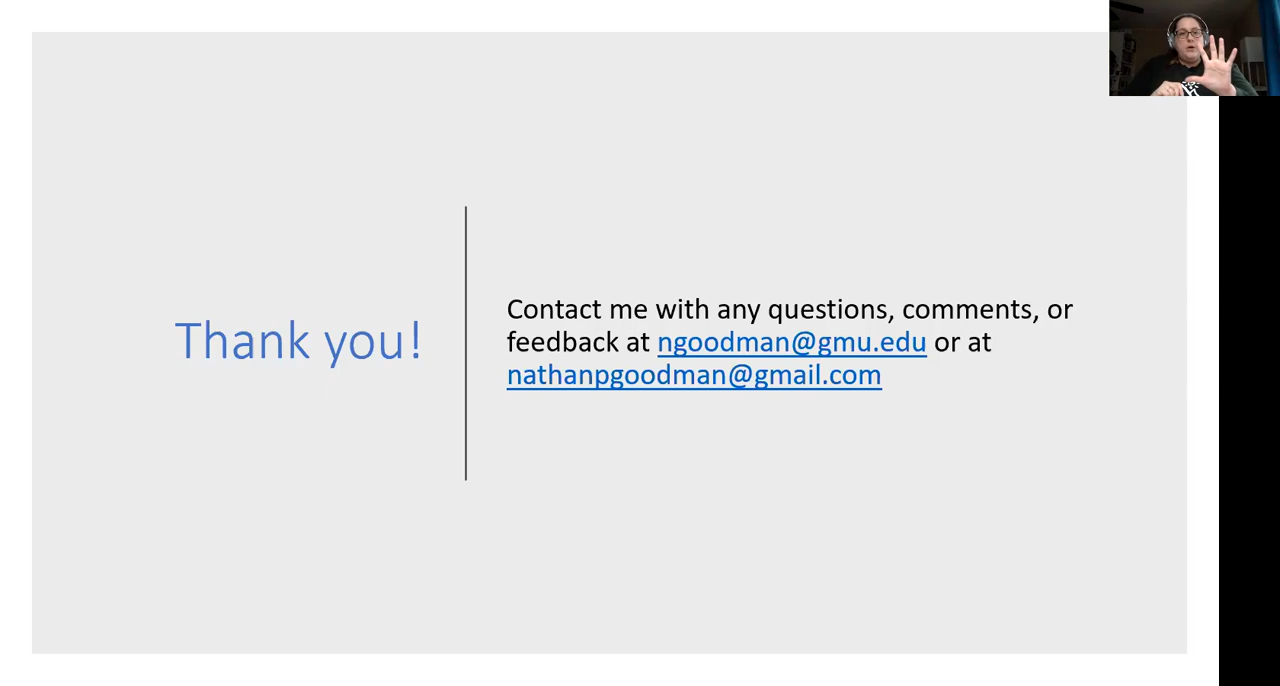 Thank you!
Contact me with any questions, comments, or
feedback at ngoodman@gmu.edu or at
nathanpgoodman@gmail.com